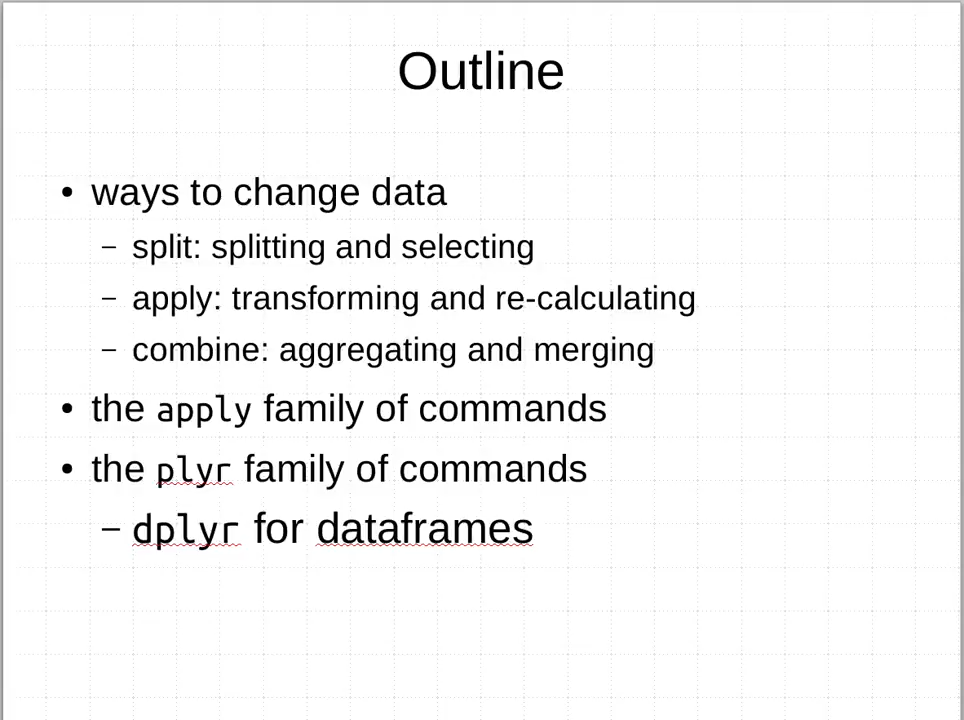 Outline
• ways to change data
– split: splitting and selecting
– apply: transforming and re-calculating
– combine: aggregating and merging
• the apply family of commands
• the plyr family of commands
– dplyr for dataframes